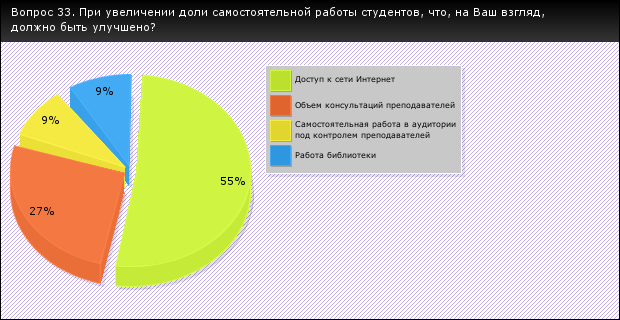 Вопрос 33. При увеличении доли самостоятельной работы студентов, что, на Ваш взгляд,
должно быть улучшено?
9%
9%
55%
27%
Доступ к сети Интернет
Объем консультаций преподавателей
Самостоятельная работа в аудитории
под контролем преподавателей
Работа библиотеки